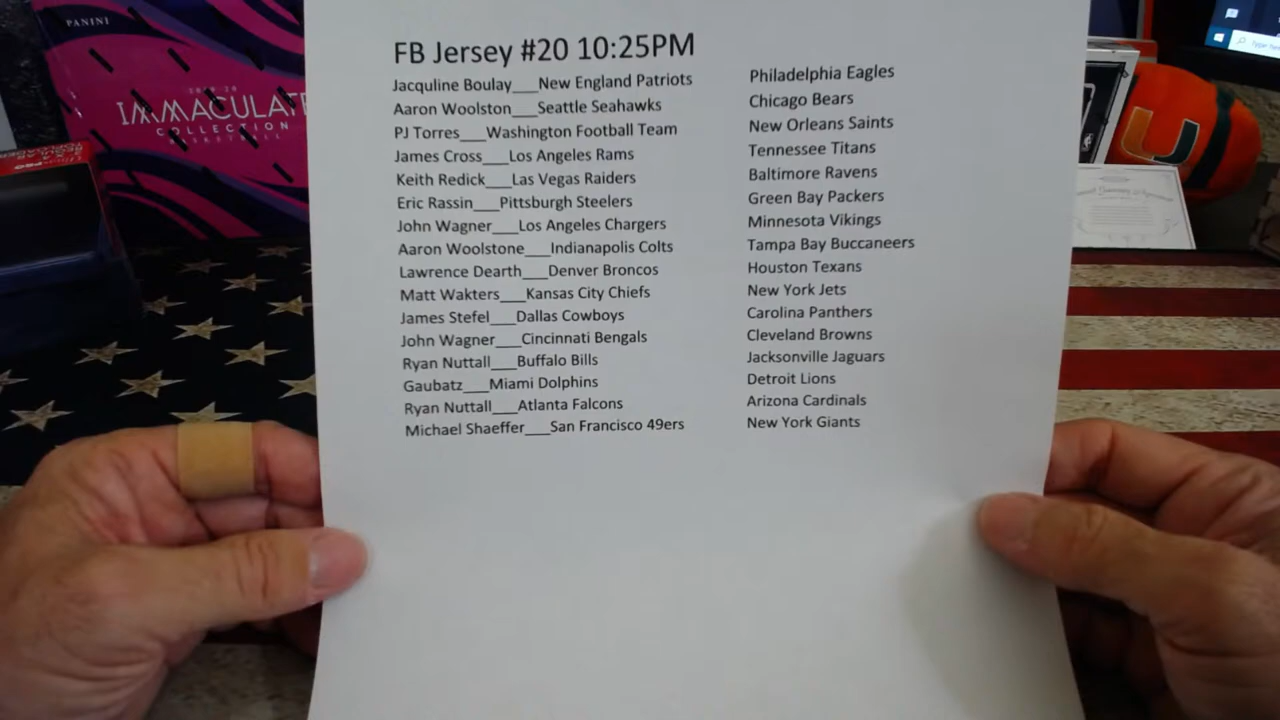 PANINI
IMMACULATE
COLLECTION
FB Jersey #20 10:25PM
Jacquline Boulay___New England Patriots Philadelphia Eagles
Aaron Woolston___Seattle Seahawks Chicago Bears
PJ Torres___Washington Football Team New Orleans Saints
James Cross___Los Angeles Rams Tennessee Titans
Keith Redick___Las Vegas Raiders Baltimore Ravens
Eric Rassin___Pittsburgh Steelers Green Bay Packers
John Wagner___Los Angeles Chargers Minnesota Vikings
Aaron Woolstone___Indianapolis Colts Tampa Bay Buccaneers
Lawrence Dearth___Denver Broncos Houston Texans
Matt Wakters___Kansas City Chiefs New York Jets
James Stefel___Dallas Cowboys Carolina Panthers
John Wagner___Cincinnati Bengals Cleveland Browns
Ryan Nuttall___Buffalo Bills Jacksonville Jaguars
Gaubatz___Miami Dolphins Detroit Lions
Ryan Nuttall___Atlanta Falcons Arizona Cardinals
Michael Shaeffer___San Francisco 49ers New York Giants